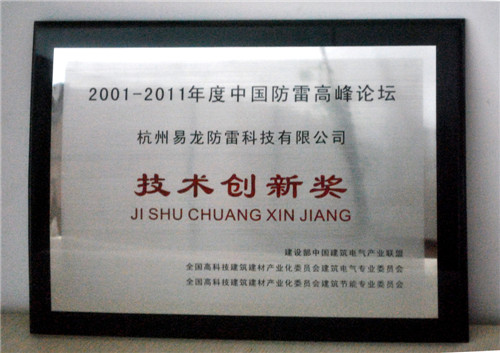 2001-2011年度中国防雷高峰论坛
杭州易龙防雷科技有限公司
技术创新奖
JI SHU CHUANG XIN JIANG
建设部中国建筑电气产业联盟
全国高科技建筑建材产业化委员会建筑电气专业委员会
全国高科技建筑建材产业化委员会建筑节能专业委员会